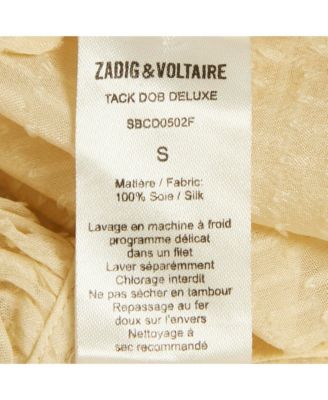 ZADIG & VOLTAIRE
TACK DOB DELUXE
SBCD0502F
S
Matière / Fabric:
100% Soie / Silk
Lavage en machine à froid
programme délicat
dans un filet
Laver séparémment
Chlorage interdit
Ne pas sécher en tambour
Repassage au fer
doux sur l'envers
Nettoyage à
sec recommandé